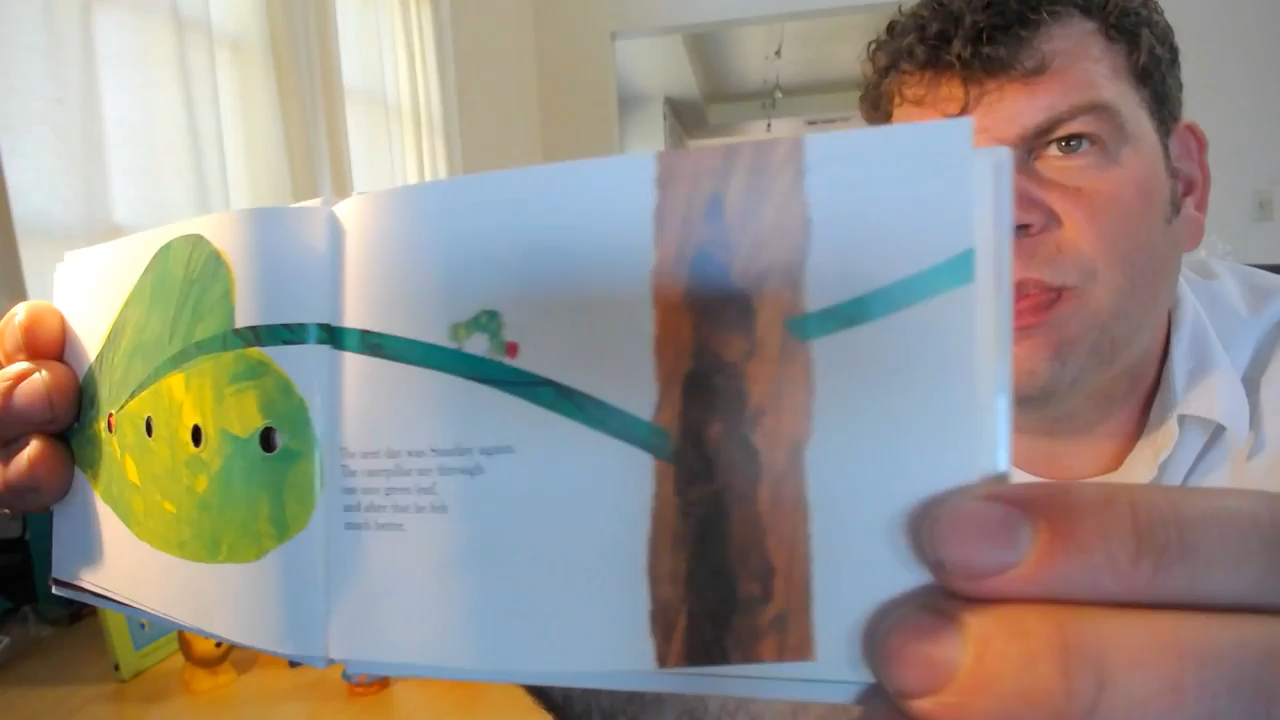 The next day was Sunday again.
The caterpillar ate through
one nice green leaf,
and after that he felt
much better.